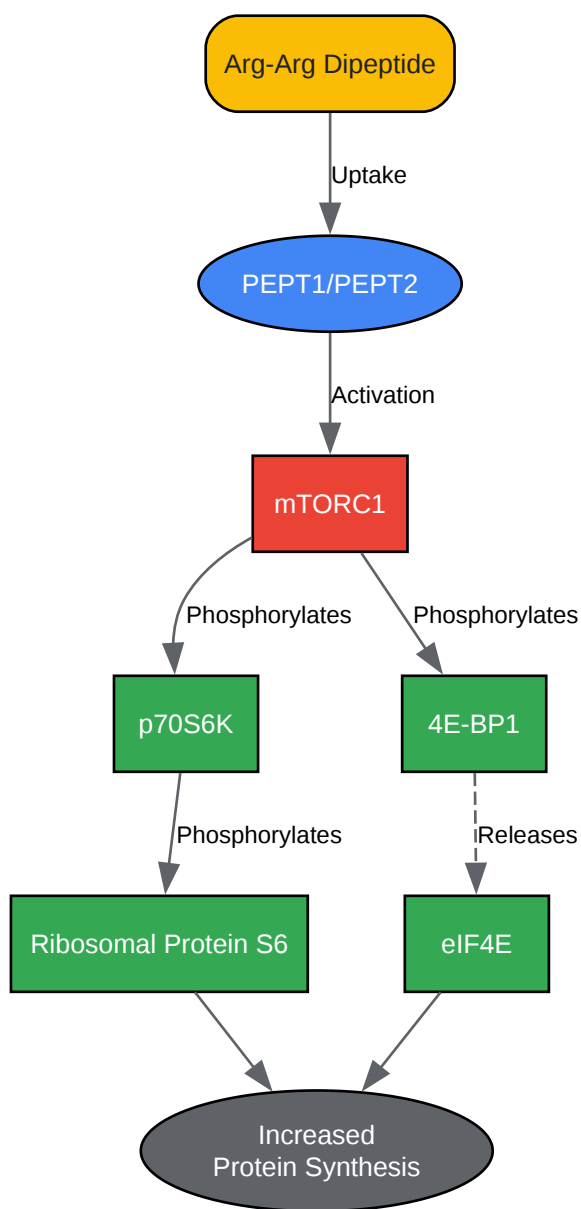 Arg-Arg Dipeptide
Uptake
PEPT1/PEPT2
Activation
mTORC1
Phosphorylates
Phosphorylates
p70S6K
4E-BP1
Phosphorylates
Releases
Ribosomal Protein S6
eIF4E
Increased
Protein Synthesis